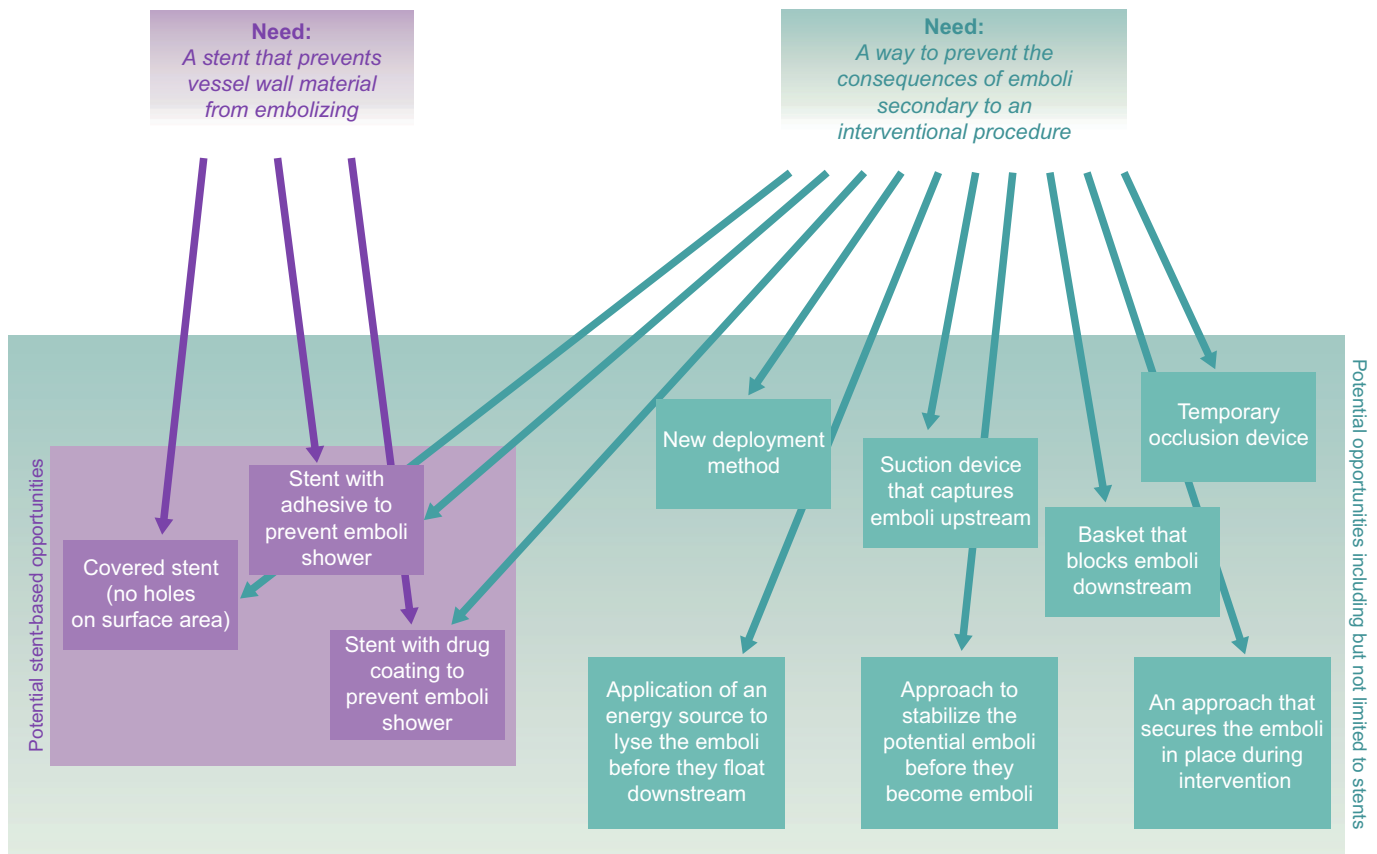 Need:
A stent that prevents
vessel wall material
from embolizing
Need:
A way to prevent the
consequences of emboli
secondary to an
interventional procedure
Potential stent-based opportunities
Covered stent
(no holes
on surface area)
Stent with
adhesive to
prevent emboli
shower
Stent with drug
coating to
prevent emboli
shower
New deployment
method
Suction device
that captures
emboli upstream
Basket that
blocks emboli
downstream
Temporary
occlusion device
Application of an
energy source to
lyse the emboli
before they float
downstream
Approach to
stabilize the
potential emboli
before they
become emboli
An approach that
secures the emboli
in place during
intervention
Potential opportunities including but not limited to stents